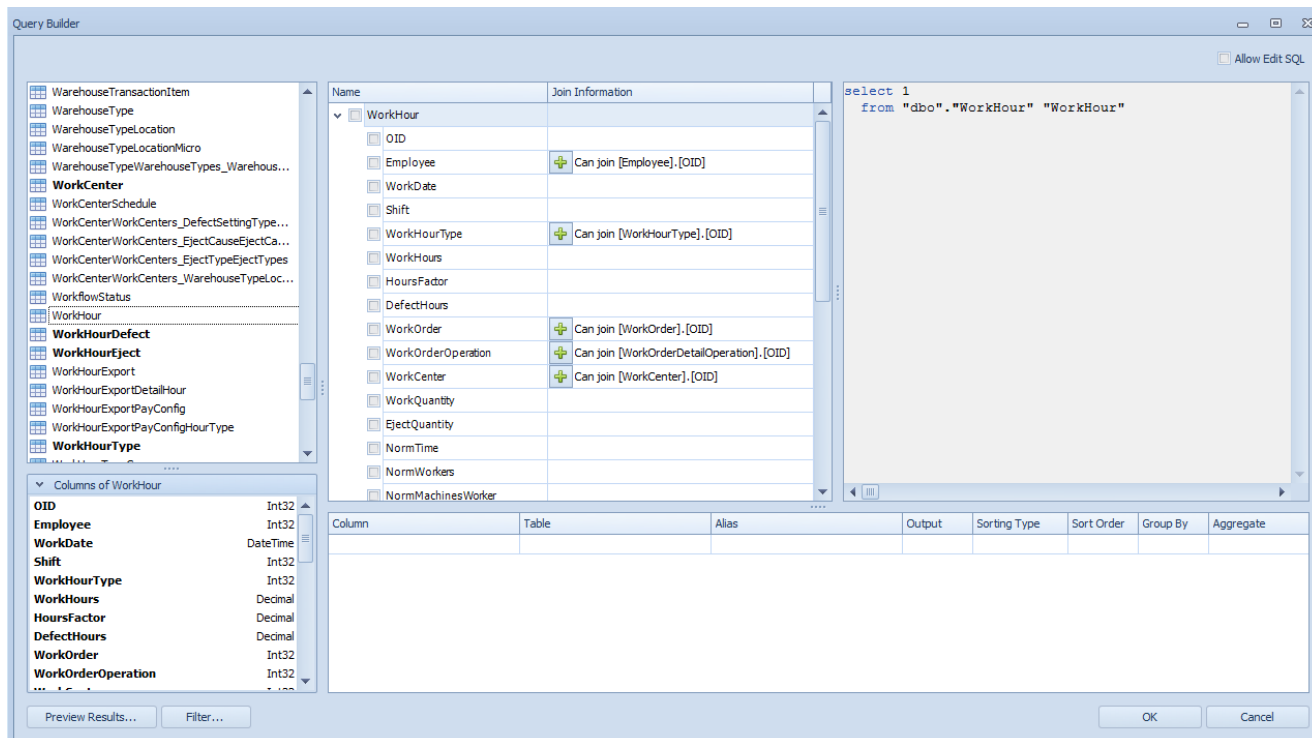 Query Builder
Allow Edit SQL
WarehouseTransactionItem
WarehouseType
WarehouseTypeLocation
WarehouseTypeLocationMicro
WarehouseTypeWarehouseTypes_Warehous...
WorkCenter
WorkCenterSchedule
WorkCenterWorkCenters_DefectSettingType...
WorkCenterWorkCenters_EjectCauseEjectCa...
WorkCenterWorkCenters_EjectTypeEjectTypes
WorkCenterWorkCenters_WarehouseTypeLoc...
WorkflowStatus
WorkHour
WorkHourDefect
WorkHourEject
WorkHourExport
WorkHourExportDetailHour
WorkHourExportPayConfig
WorkHourExportPayConfigHourType
WorkHourType
Columns of WorkHour
OID Int32
Employee Int32
WorkDate DateTime
Shift Int32
WorkHourType Int32
WorkHours Decimal
HoursFactor Decimal
DefectHours Decimal
WorkOrder Int32
WorkOrderOperation Int32
Name Join Information
WorkHour
OID
Employee Can join [Employee].[OID]
WorkDate
Shift
WorkHourType Can join [WorkHourType].[OID]
WorkHours
HoursFactor
DefectHours
WorkOrder Can join [WorkOrder].[OID]
WorkOrderOperation Can join [WorkOrderDetailOperation].[OID]
WorkCenter Can join [WorkCenter].[OID]
WorkQuantity
EjectQuantity
NormTime
NormWorkers
NormMachinesWorker
select 1
from "dbo"."WorkHour" "WorkHour"
Column Table Alias Output Sorting Type Sort Order Group By Aggregate
Preview Results... Filter... OK Cancel